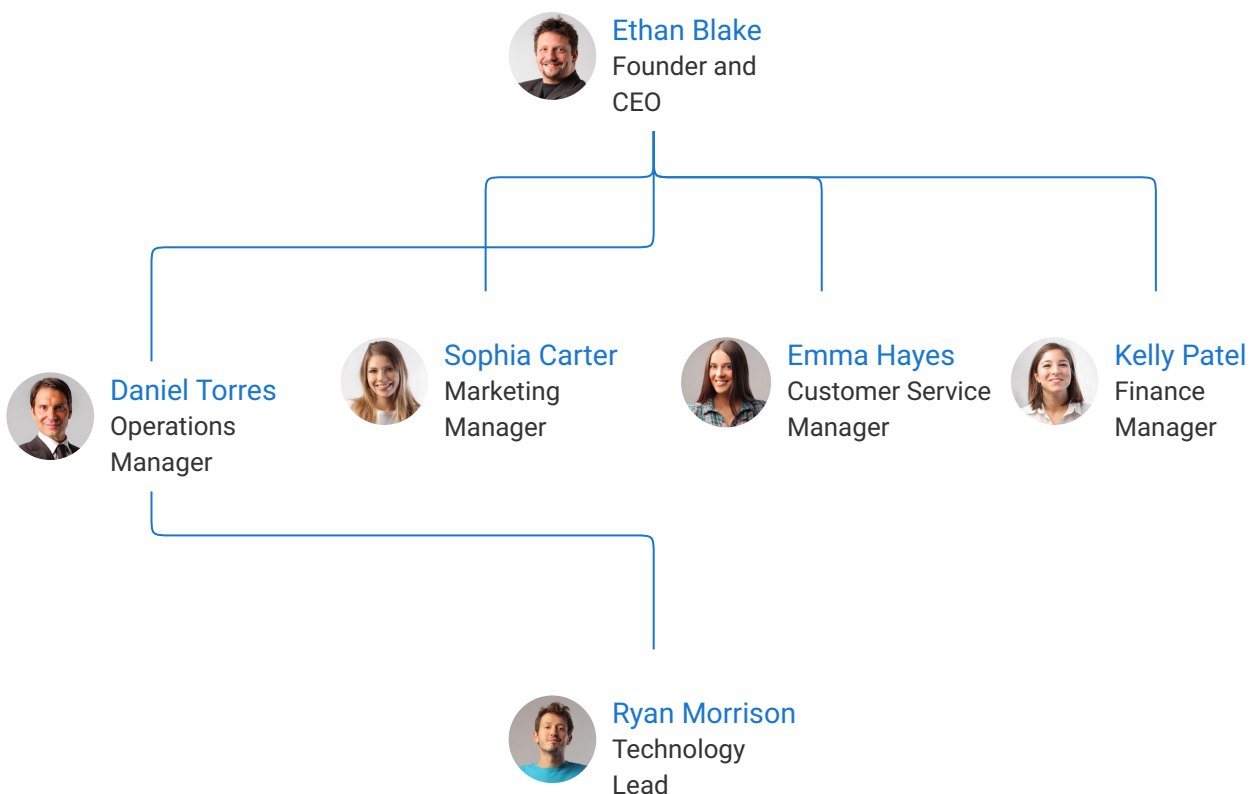 Ethan Blake
Founder and
CEO
Daniel Torres
Operations
Manager
Sophia Carter
Marketing
Manager
Emma Hayes
Customer Service
Manager
Kelly Patel
Finance
Manager
Ryan Morrison
Technology
Lead